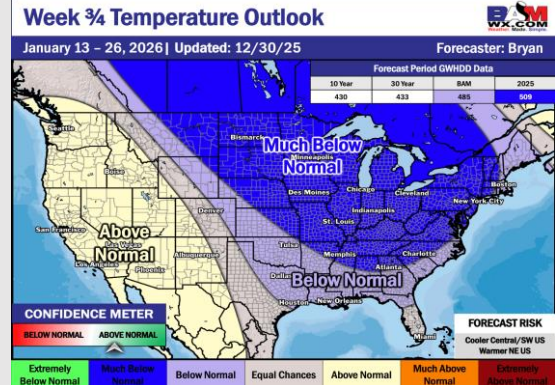 Week ¾ Temperature Outlook
BAM
WX.COM
Weather. Made. Simple.
January 13 – 26, 2026 | Updated: 12/30/25
Forecaster: Bryan
Forecast Period GWHDD Data
10 Year 30 Year BAM 2025
430 433 485 509
Seattle
Bismarck
Much Below
Normal
Minneapolis
Boise
Boston
Des Moines
Chicago
Cleveland
New York City
Denver
Indianapolis
San Francisco
St. Louis
Above
Normal
Las Vegas
Los Angeles
Phoenix
Albuquerque
Tulsa
Memphis
Charlotte
Atlanta
Dallas
Below Normal
Houston
New Orleans
Miami
CONFIDENCE METER
BELOW NORMAL
ABOVE NORMAL
FORECAST RISK
Cooler Central/SW US
Warmer NE US
Extremely
Below Normal
Much Below
Normal
Below Normal
Equal Chances
Above Normal
Much Above
Normal
Extremely
Above Normal